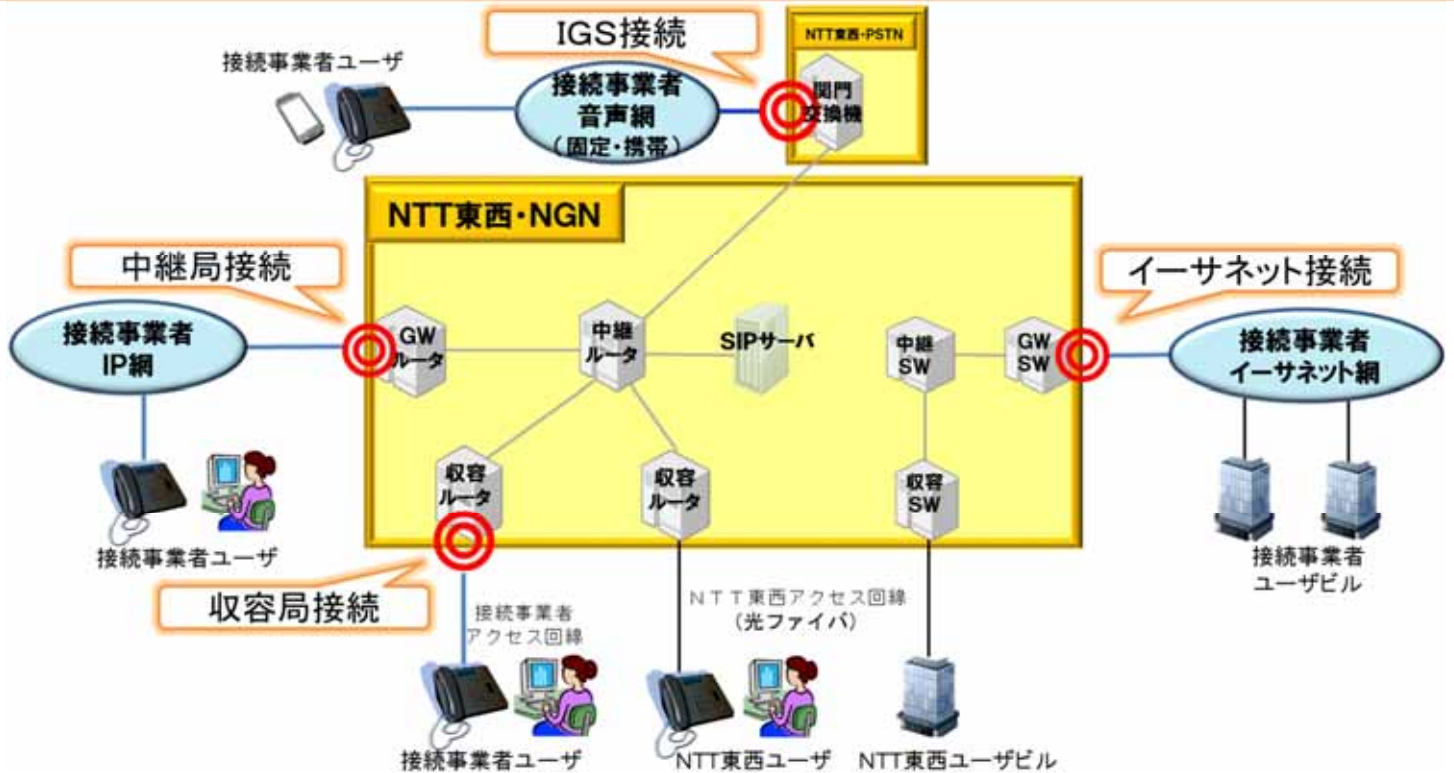 IGS接続
NTT東西・PSTN
接続事業者ユーザ
接続事業者
音声網
(固定・携帯)
関門
交換機
NTT東西・NGN
中継局接続
イーサネット接続
接続事業者
IP網
GW
ルータ
中継
ルータ
SIPサーバ
中継
SW
GW
SW
接続事業者
イーサネット網
収容
ルータ
収容
ルータ
収容
SW
接続事業者ユーザ
接続事業者
ユーザビル
収容局接続
接続事業者
アクセス回線
NTT東西アクセス回線
(光ファイバ)
接続事業者ユーザ
NTT東西ユーザ
NTT東西ユーザビル